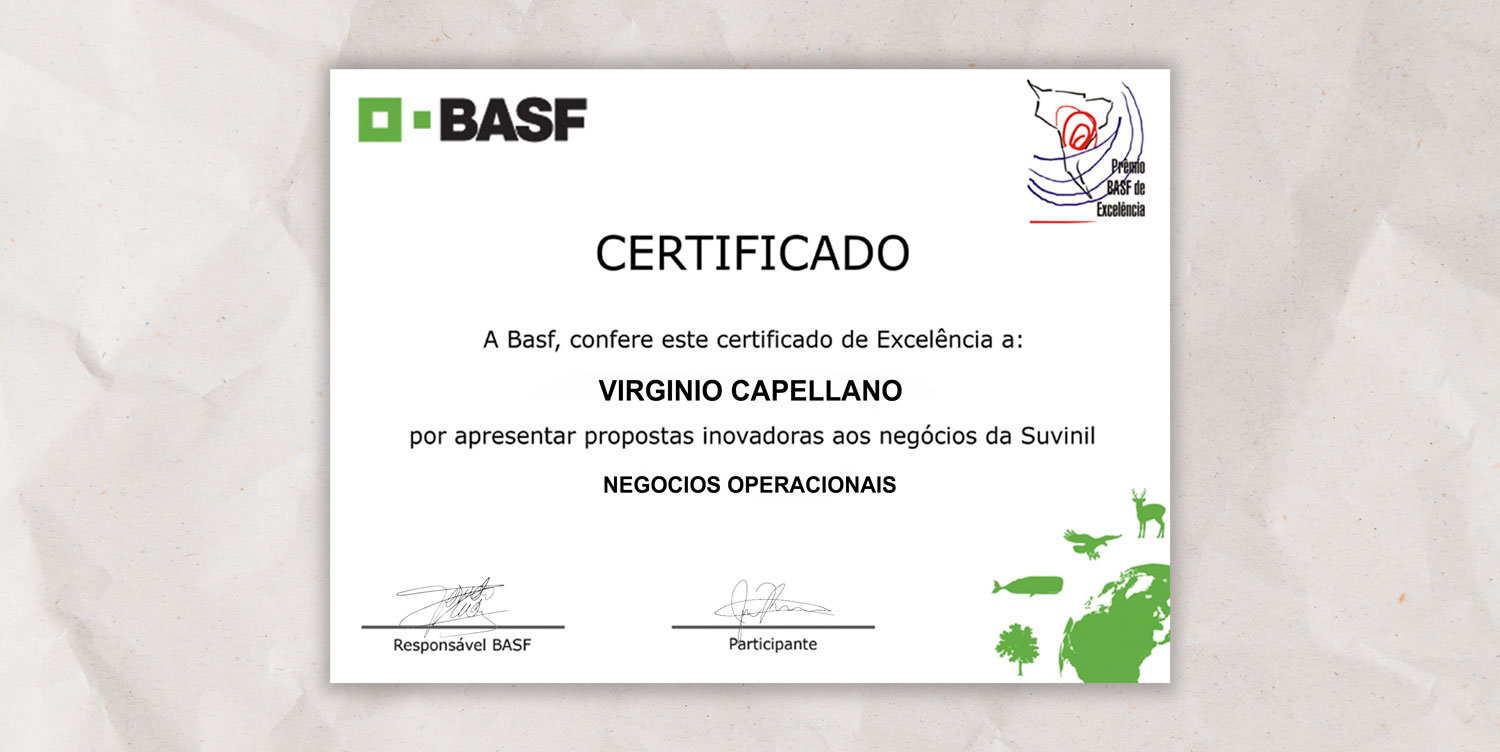 BASF
Prêmio
BASF de
Excelência
CERTIFICADO
A Basf, confere este certificado de Excelência a:
VIRGINIO CAPELLANO
por apresentar propostas inovadoras aos negócios da Suvinil
NEGOCIOS OPERACIONAIS
Responsável BASF
Participante